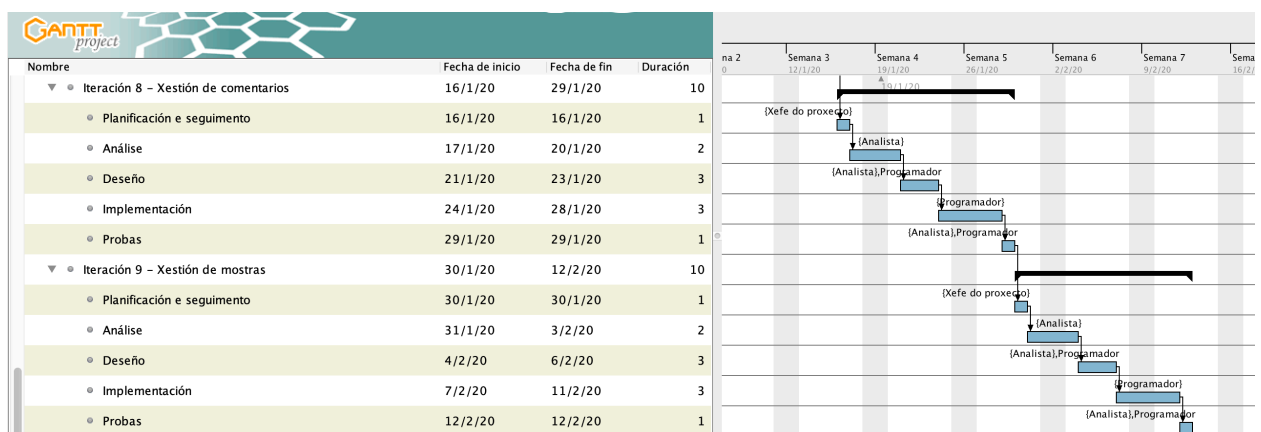 GANTT
project
Nombre Fecha de inicio Fecha de fin Duración
Iteración 8 – Xestión de comentarios 16/1/20 29/1/20 10
Planificación e seguimento 16/1/20 16/1/20 1
Análise 17/1/20 20/1/20 2
Deseño 21/1/20 23/1/20 3
Implementación 24/1/20 28/1/20 3
Probas 29/1/20 29/1/20 1
Iteración 9 – Xestión de mostras 30/1/20 12/2/20 10
Planificación e seguimento 30/1/20 30/1/20 1
Análise 31/1/20 3/2/20 2
Deseño 4/2/20 6/2/20 3
Implementación 7/2/20 11/2/20 3
Probas 12/2/20 12/2/20 1
na 2 Semana 3 Semana 4 Semana 5 Semana 6 Semana 7 Sema
0 12/1/20 19/1/20 26/1/20 2/2/20 9/2/20 16/2/
19/1/20
{Xefe do proxecto}
{Analista}
{Analista},Programador
{Programador}
{Analista},Programador
{Xefe do proxecto}
{Analista}
{Analista},Programador
{Programador}
{Analista},Programador